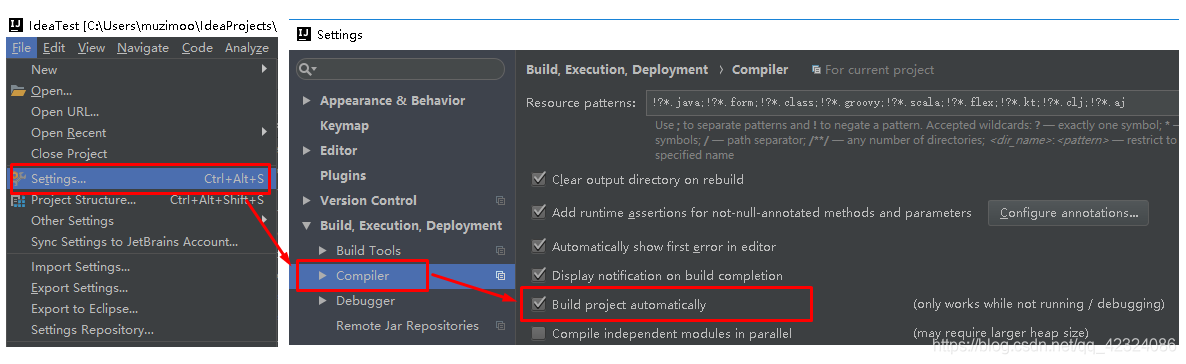 IdeaTest [C:\Users\muzimoo\IdeaProjects\
File Edit View Navigate Code Analyze
New
Open...
Open URL...
Open Recent
Close Project
Settings... Ctrl+Alt+S
Project Structure... Ctrl+Alt+Shift+S
Other Settings
Sync Settings to JetBrains Account...
Import Settings...
Export Settings...
Export to Eclipse...
Settings Repository...
Settings
Appearance & Behavior
Keymap
Editor
Plugins
Version Control
Build, Execution, Deployment
Build Tools
Compiler
Debugger
Remote Jar Repositories
Build, Execution, Deployment › Compiler For current project
Resource patterns: !?*.java;!?*.form;!?*.class;!?*.groovy;!?*.scala;!?*.flex;!?*.kt;!?*.clj;!?*.aj
Use ; to separate patterns and ! to negate a pattern. Accepted wildcards: ? — exactly one symbol; * —
symbols; / — path separator; /**/ — any number of directories; <dir_name>:<pattern> — restrict to
specified name
Clear output directory on rebuild
Add runtime assertions for not-null-annotated methods and parameters Configure annotations...
Automatically show first error in editor
Display notification on build completion
Build project automatically (only works while not running / debugging)
Compile independent modules in parallel (may require larger heap size)
https://blog.csdn.net/qq_42324086